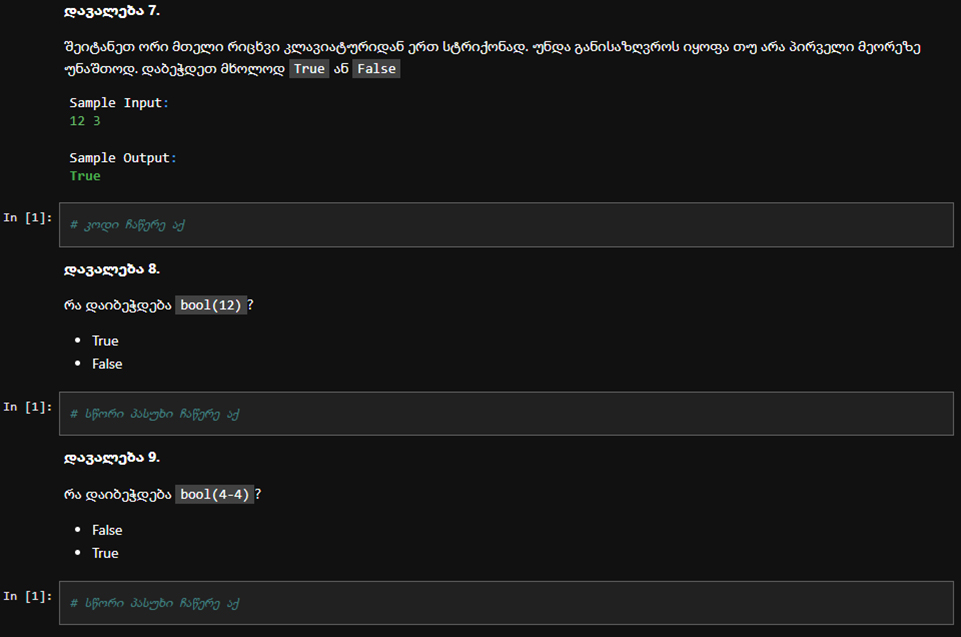 დავალება 7.
შეიტანეთ ორი მთელი რიცხვი კლავიატურიდან ერთ სტრიქონად. უნდა განისაზღვროს იყოფა თუ არა პირველი მეორეზე
უნაშთოდ. დაბეჭდეთ მხოლოდ True ან False
Sample Input:
12 3
Sample Output:
True
In [1]: # კოდი ჩაწერე აქ
დავალება 8.
რა დაიბეჭდება bool(12) ?
• True
• False
In [1]: # სწორი პასუხი ჩაწერე აქ
დავალება 9.
რა დაიბეჭდება bool(4-4) ?
• False
• True
In [1]: # სწორი პასუხი ჩაწერე აქ